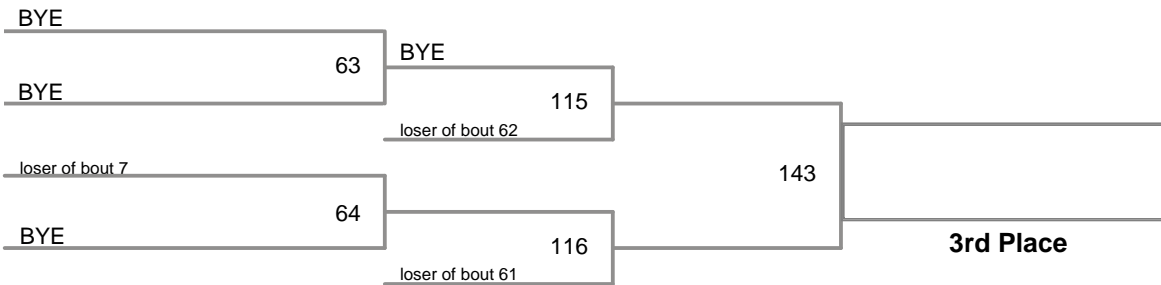 BYE
BYE
63
BYE
115
BYE
loser of bout 62
loser of bout 7
143
64
BYE
116
3rd Place
loser of bout 61